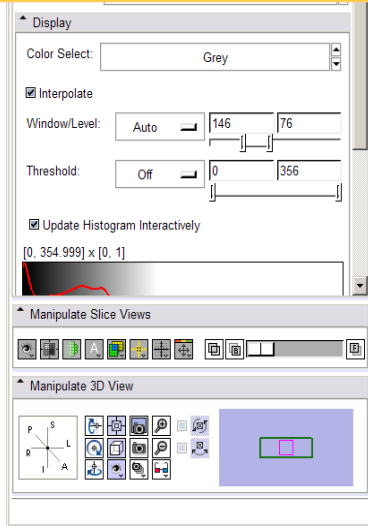 Display
Color Select: Grey
Interpolate
Window/Level: Auto 146 76
Threshold: Off 0 356
Update Histogram Interactively
[0, 354.999] x [0, 1]
Manipulate Slice Views
A B F
Manipulate 3D View
P S
R L
I A